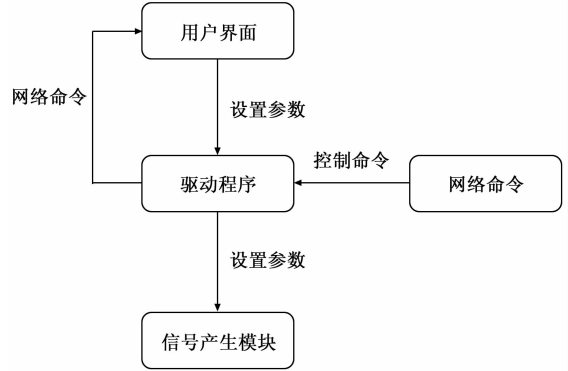 用户界面
网络命令
设置参数
控制命令
驱动程序
网络命令
设置参数
信号产生模块